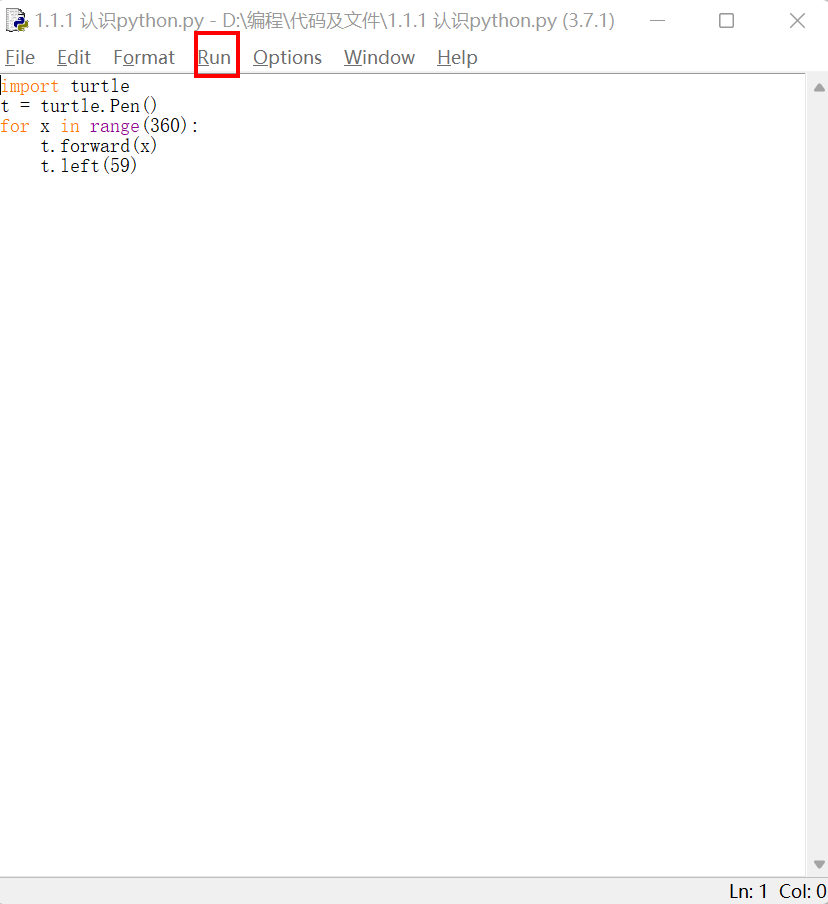 1.1.1 认识python.py - D:\编程\代码及文件\1.1.1 认识python.py (3.7.1)
File Edit Format Run Options Window Help
import turtle
t = turtle.Pen()
for x in range(360):
    t.forward(x)
    t.left(59)
Ln: 1 Col: 0